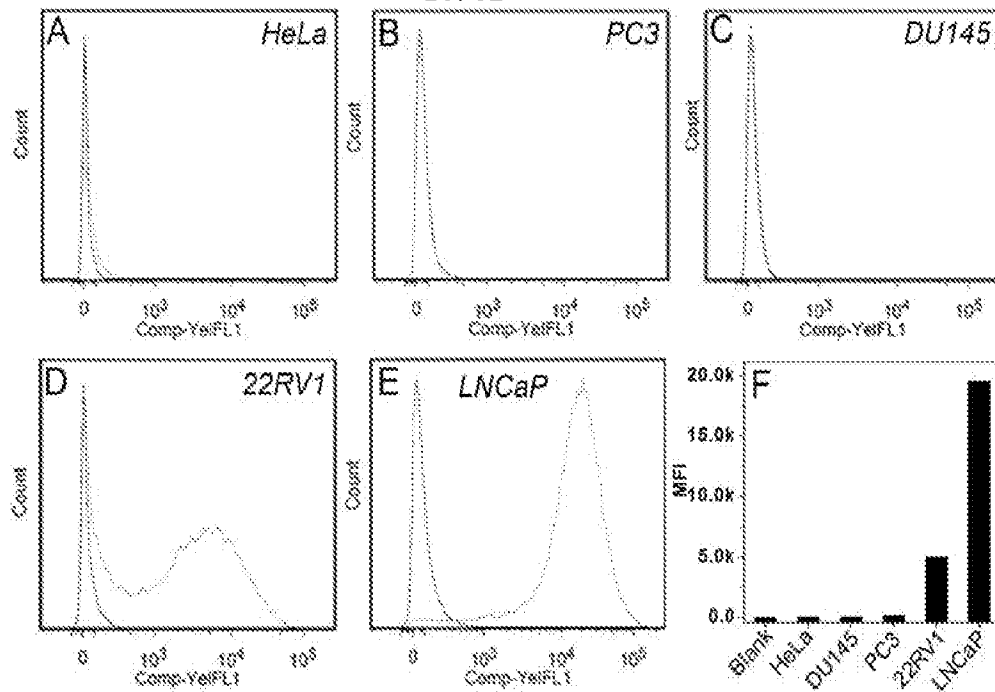 A
HeLa
Count
0 10³ 10⁴ 10⁵
Comp-YelFL1
B
PC3
Count
0 10³ 10⁴ 10⁵
Comp-YelFL1
C
DU145
Count
0 10³ 10⁴ 10⁵
Comp-YelFL1
D
22RV1
Count
0 10³ 10⁴ 10⁵
Comp-YelFL1
E
LNCaP
Count
0 10³ 10⁴ 10⁵
Comp-YelFL1
F
MFI
20.0k
15.0k
10.0k
5.0k
0.0
Blank
HeLa
DU145
PC3
22RV1
LNCaP